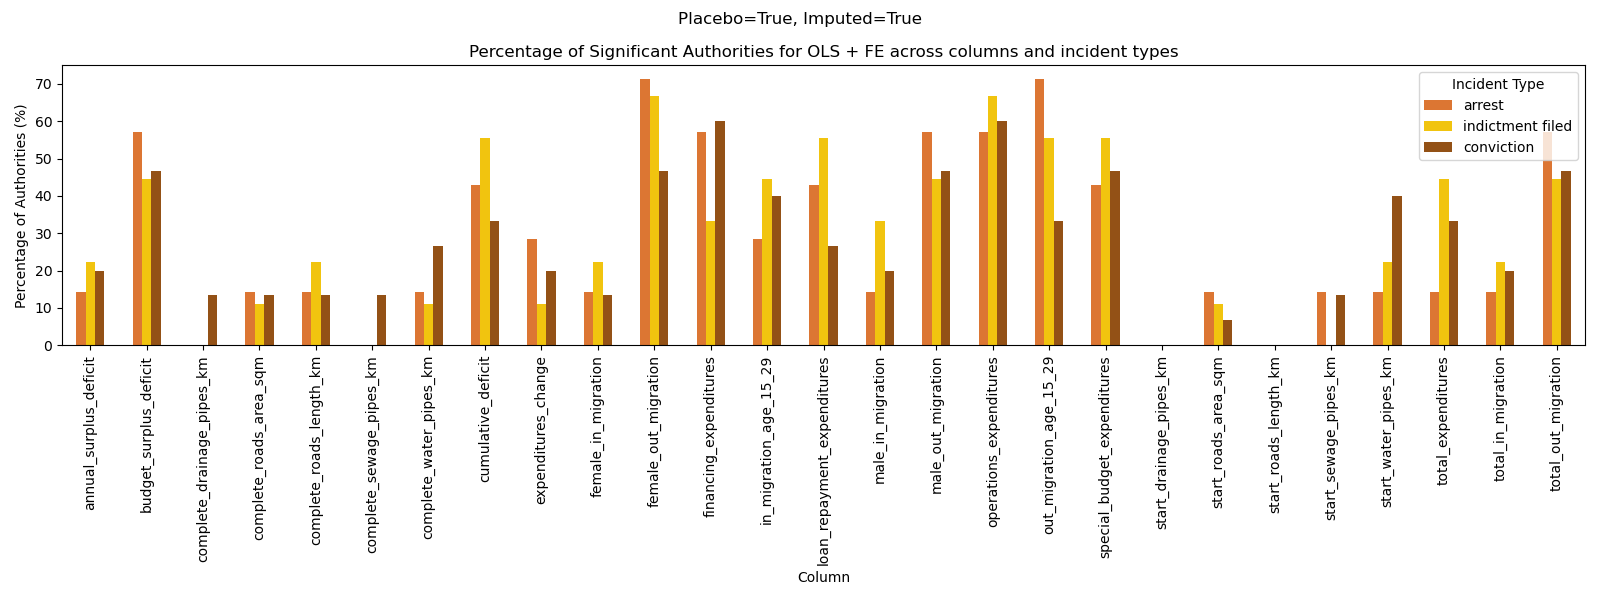 Placebo=True, Imputed=True
Percentage of Significant Authorities for OLS + FE across columns and incident types
Percentage of Authorities (%)
70
60
50
40
30
20
10
0
Incident Type
arrest
indictment filed
conviction
annual_surplus_deficit
budget_surplus_deficit
complete_drainage_pipes_km
complete_roads_area_sqm
complete_roads_length_km
complete_sewage_pipes_km
complete_water_pipes_km
cumulative_deficit
expenditures_change
female_in_migration
female_out_migration
financing_expenditures
in_migration_age_15_29
loan_repayment_expenditures
male_in_migration
male_out_migration
operations_expenditures
out_migration_age_15_29
special_budget_expenditures
start_drainage_pipes_km
start_roads_area_sqm
start_roads_length_km
start_sewage_pipes_km
start_water_pipes_km
total_expenditures
total_in_migration
total_out_migration
Column